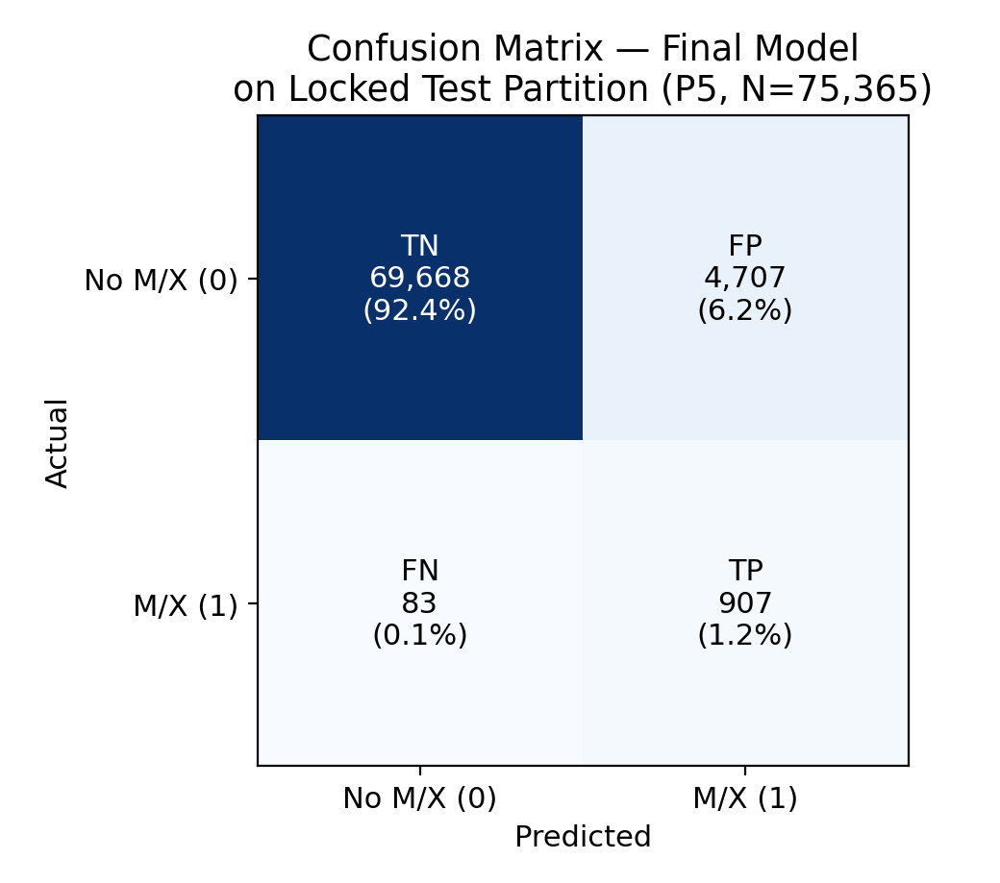 Confusion Matrix — Final Model
on Locked Test Partition (P5, N=75,365)
TN
69,668
(92.4%)
FP
4,707
(6.2%)
No M/X (0)
Actual
FN
83
(0.1%)
TP
907
(1.2%)
M/X (1)
No M/X (0)
M/X (1)
Predicted